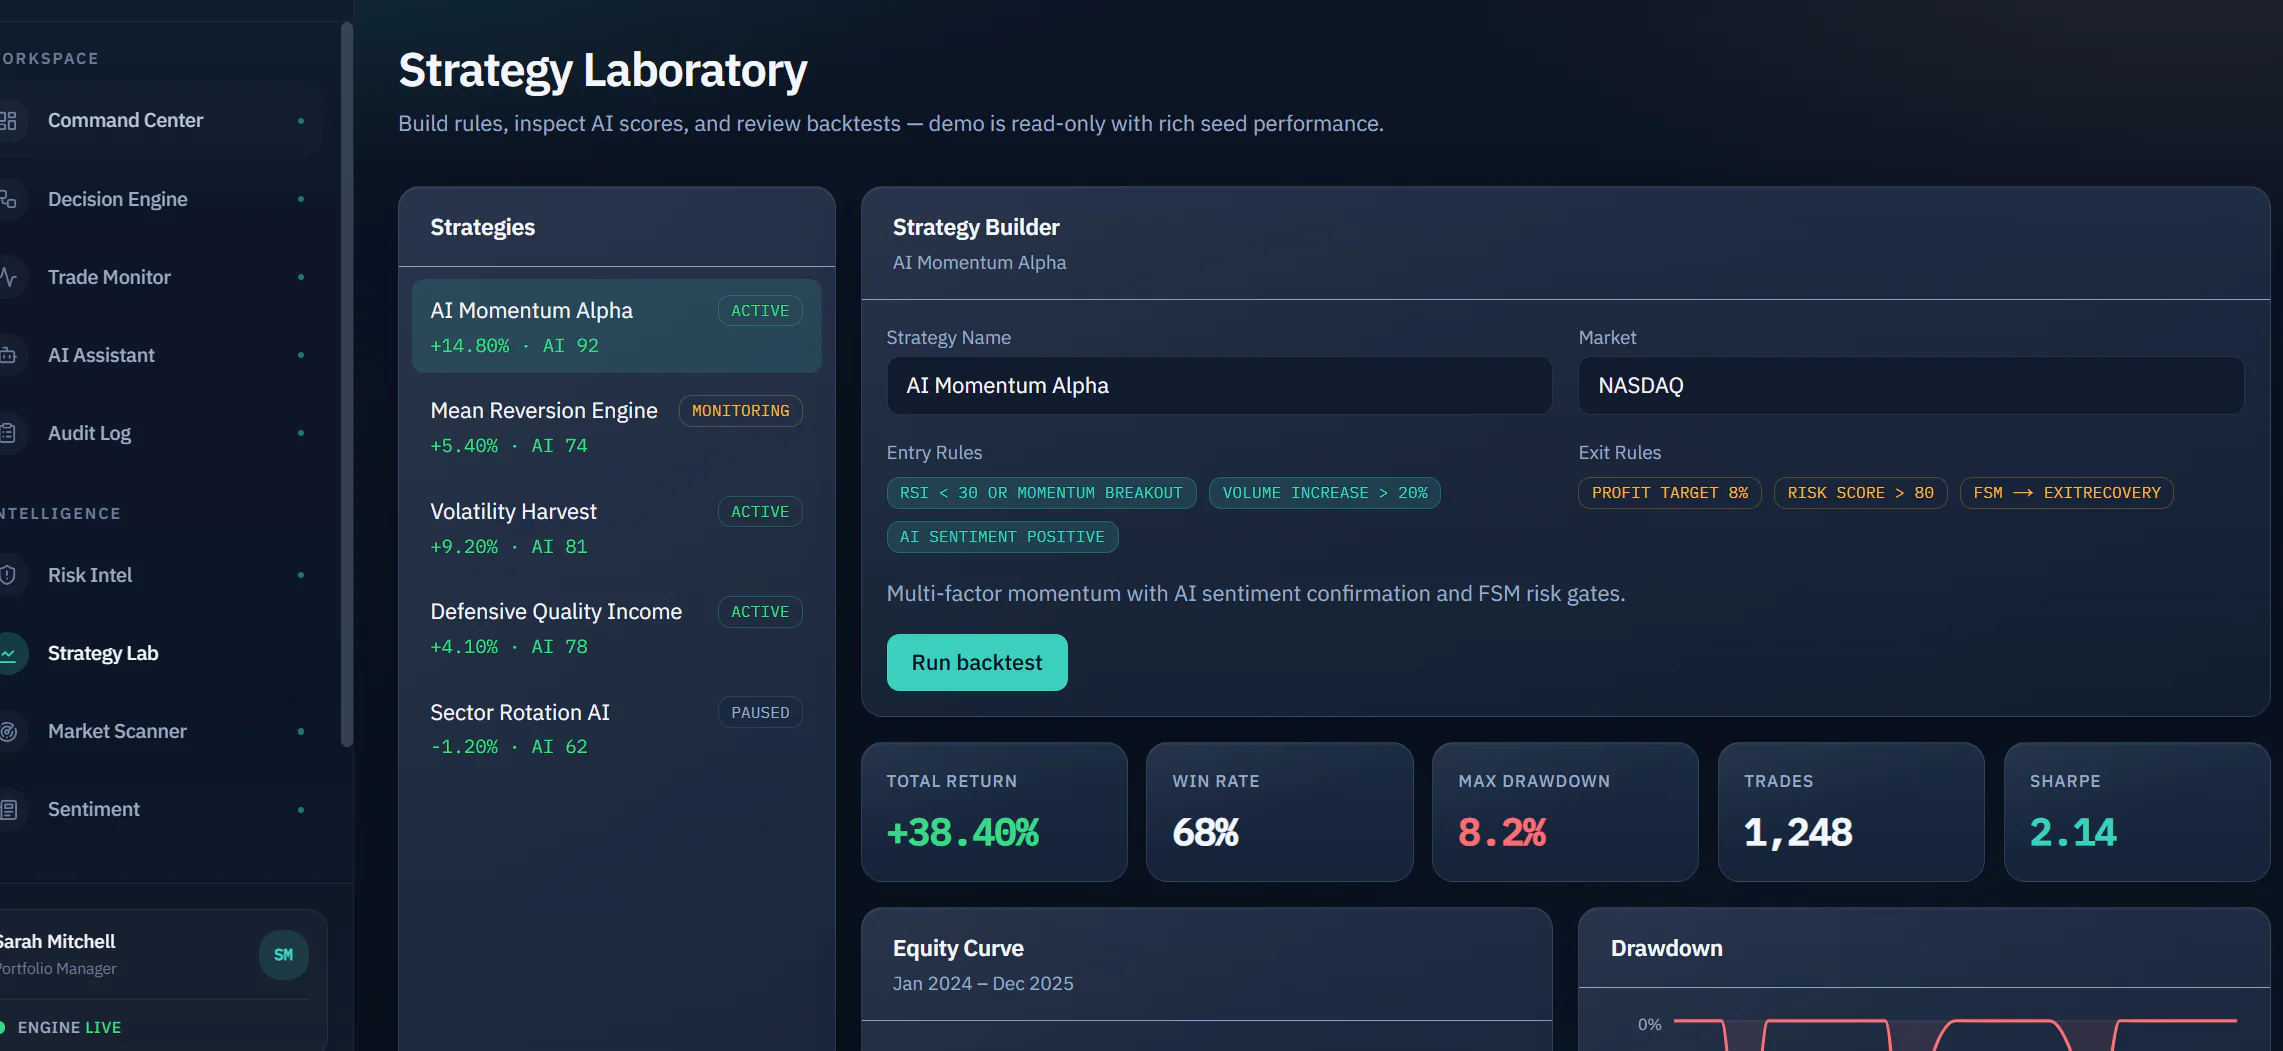 ORKSPACE
Command Center
Decision Engine
Trade Monitor
AI Assistant
Audit Log
NTELLIGENCE
Risk Intel
Strategy Lab
Market Scanner
Sentiment
Sarah Mitchell
Portfolio Manager
SM
ENGINE LIVE
Strategy Laboratory
Build rules, inspect AI scores, and review backtests — demo is read-only with rich seed performance.
Strategies
AI Momentum Alpha ACTIVE
+14.80% · AI 92
Mean Reversion Engine MONITORING
+5.40% · AI 74
Volatility Harvest ACTIVE
+9.20% · AI 81
Defensive Quality Income ACTIVE
+4.10% · AI 78
Sector Rotation AI PAUSED
-1.20% · AI 62
Strategy Builder
AI Momentum Alpha
Strategy Name
AI Momentum Alpha
Market
NASDAQ
Entry Rules
RSI < 30 OR MOMENTUM BREAKOUT VOLUME INCREASE > 20%
AI SENTIMENT POSITIVE
Exit Rules
PROFIT TARGET 8% RISK SCORE > 80 FSM → EXITRECOVERY
Multi-factor momentum with AI sentiment confirmation and FSM risk gates.
Run backtest
TOTAL RETURN
+38.40%
WIN RATE
68%
MAX DRAWDOWN
8.2%
TRADES
1,248
SHARPE
2.14
Equity Curve
Jan 2024 – Dec 2025
Drawdown
0%